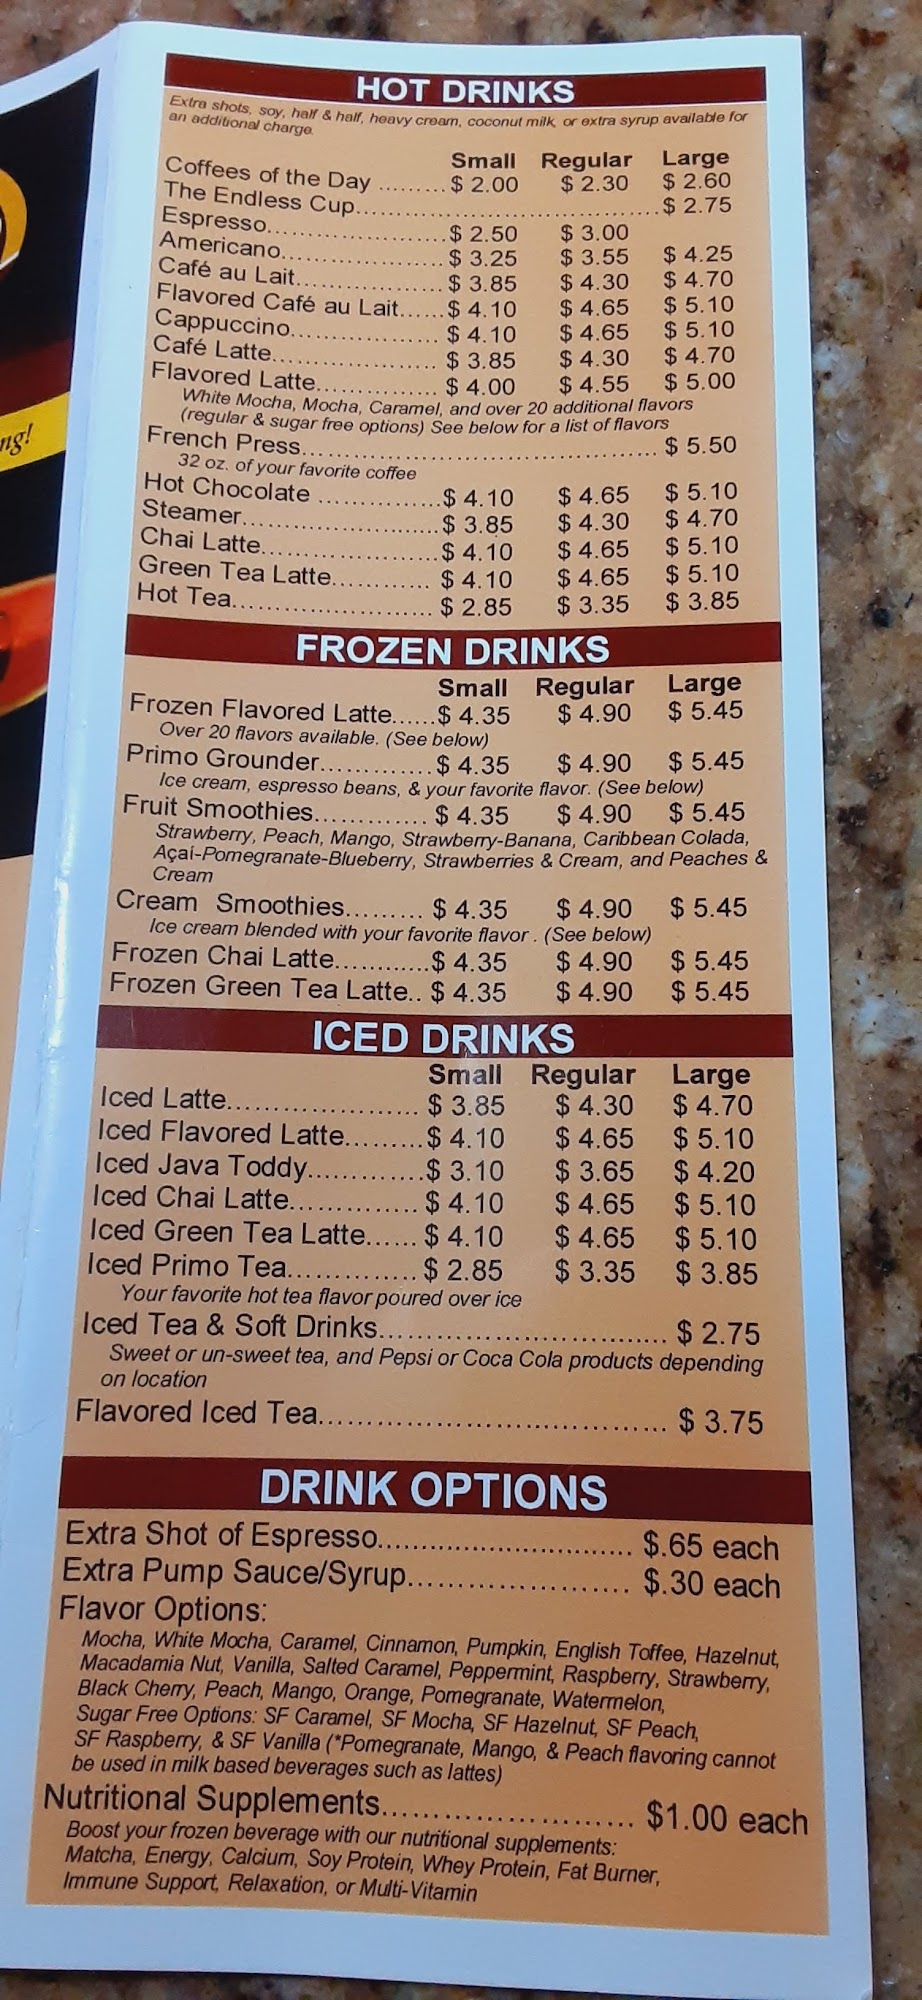 ng!
HOT DRINKS
Extra shots, soy, half & half, heavy cream, coconut milk, or extra syrup available for
an additional charge.
Small Regular Large
Coffees of the Day ......... $ 2.00 $ 2.30 $ 2.60
The Endless Cup............................................. $ 2.75
Espresso......................... $ 2.50 $ 3.00
Americano....................... $ 3.25 $ 3.55 $ 4.25
Café au Lait..................... $ 3.85 $ 4.30 $ 4.70
Flavored Café au Lait...... $ 4.10 $ 4.65 $ 5.10
Cappuccino..................... $ 4.10 $ 4.65 $ 5.10
Café Latte....................... $ 3.85 $ 4.30 $ 4.70
Flavored Latte................. $ 4.00 $ 4.55 $ 5.00
White Mocha, Mocha, Caramel, and over 20 additional flavors
(regular & sugar free options) See below for a list of flavors
French Press.................................................. $ 5.50
32 oz. of your favorite coffee
Hot Chocolate ................. $ 4.10 $ 4.65 $ 5.10
Steamer........................... $ 3.85 $ 4.30 $ 4.70
Chai Latte........................ $ 4.10 $ 4.65 $ 5.10
Green Tea Latte.............. $ 4.10 $ 4.65 $ 5.10
Hot Tea............................ $ 2.85 $ 3.35 $ 3.85
FROZEN DRINKS
Small Regular Large
Frozen Flavored Latte...... $ 4.35 $ 4.90 $ 5.45
Over 20 flavors available. (See below)
Primo Grounder............... $ 4.35 $ 4.90 $ 5.45
Ice cream, espresso beans, & your favorite flavor. (See below)
Fruit Smoothies............... $ 4.35 $ 4.90 $ 5.45
Strawberry, Peach, Mango, Strawberry-Banana, Caribbean Colada,
Açai-Pomegranate-Blueberry, Strawberries & Cream, and Peaches &
Cream
Cream Smoothies.......... $ 4.35 $ 4.90 $ 5.45
Ice cream blended with your favorite flavor . (See below)
Frozen Chai Latte............ $ 4.35 $ 4.90 $ 5.45
Frozen Green Tea Latte.. $ 4.35 $ 4.90 $ 5.45
ICED DRINKS
Small Regular Large
Iced Latte....................... $ 3.85 $ 4.30 $ 4.70
Iced Flavored Latte......... $ 4.10 $ 4.65 $ 5.10
Iced Java Toddy............. $ 3.10 $ 3.65 $ 4.20
Iced Chai Latte............... $ 4.10 $ 4.65 $ 5.10
Iced Green Tea Latte...... $ 4.10 $ 4.65 $ 5.10
Iced Primo Tea............... $ 2.85 $ 3.35 $ 3.85
Your favorite hot tea flavor poured over ice
Iced Tea & Soft Drinks................................. $ 2.75
Sweet or un-sweet tea, and Pepsi or Coca Cola products depending
on location
Flavored Iced Tea........................................ $ 3.75
DRINK OPTIONS
Extra Shot of Espresso............................. $.65 each
Extra Pump Sauce/Syrup......................... $.30 each
Flavor Options:
Mocha, White Mocha, Caramel, Cinnamon, Pumpkin, English Toffee, Hazelnut,
Macadamia Nut, Vanilla, Salted Caramel, Peppermint, Raspberry, Strawberry,
Black Cherry, Peach, Mango, Orange, Pomegranate, Watermelon,
Sugar Free Options: SF Caramel, SF Mocha, SF Hazelnut, SF Peach,
SF Raspberry, & SF Vanilla (*Pomegranate, Mango, & Peach flavoring cannot
be used in milk based beverages such as lattes)
Nutritional Supplements........................... $1.00 each
Boost your frozen beverage with our nutritional supplements:
Matcha, Energy, Calcium, Soy Protein, Whey Protein, Fat Burner,
Immune Support, Relaxation, or Multi-Vitamin